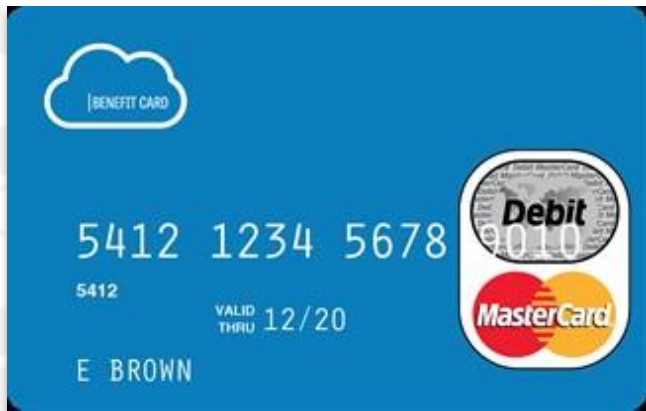 |BENEFIT CARD
Debit
5412 1234 5678 9010
5412
VALID THRU 12/20
MasterCard
E BROWN